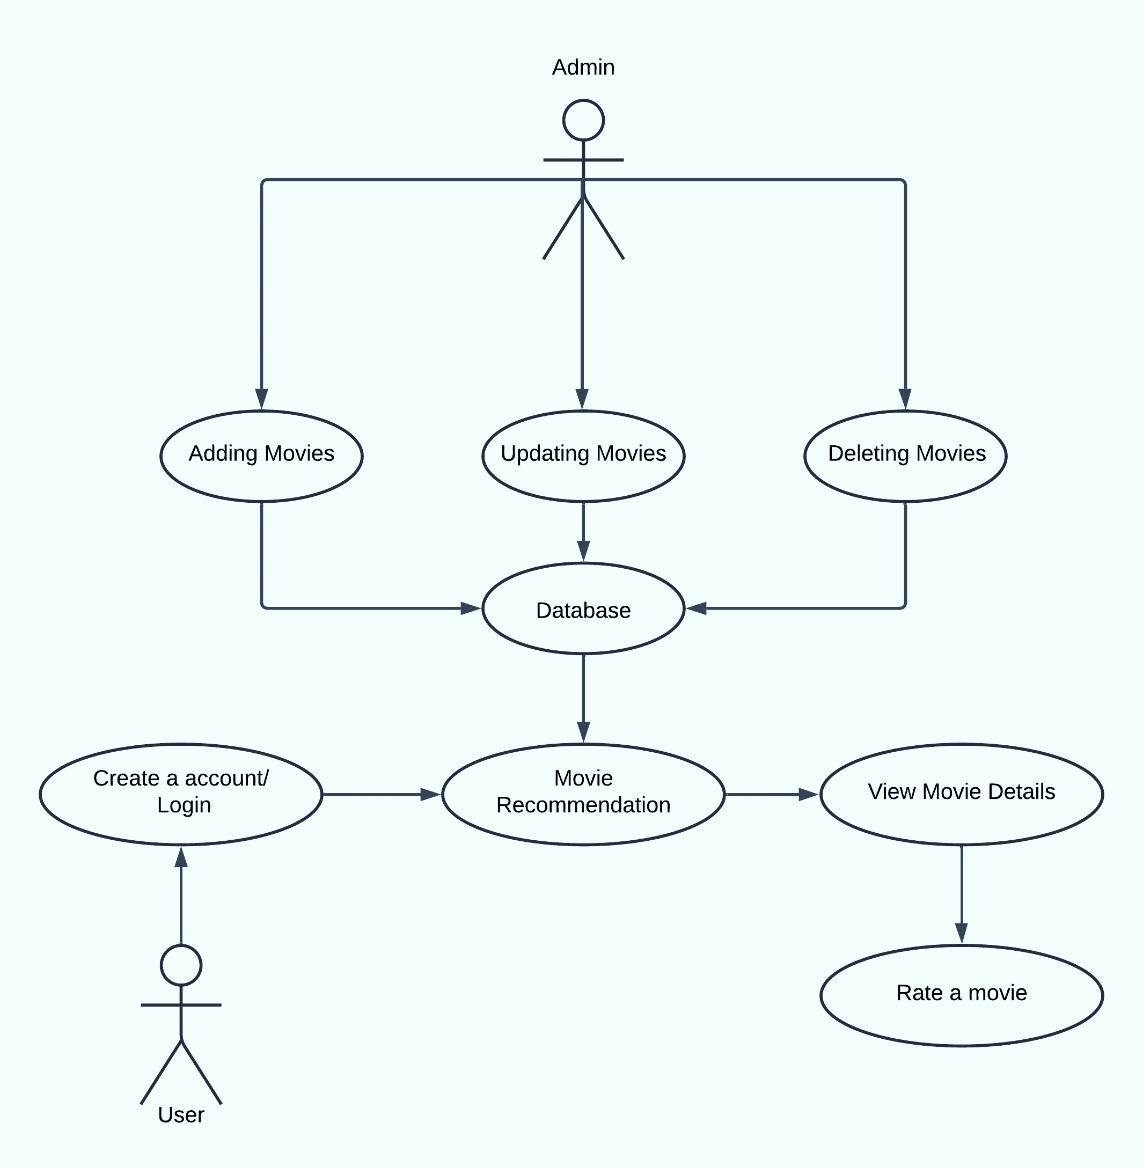 Admin
Adding Movies
Updating Movies
Deleting Movies
Database
Create a account/
Login
Movie
Recommendation
View Movie Details
Rate a movie
User